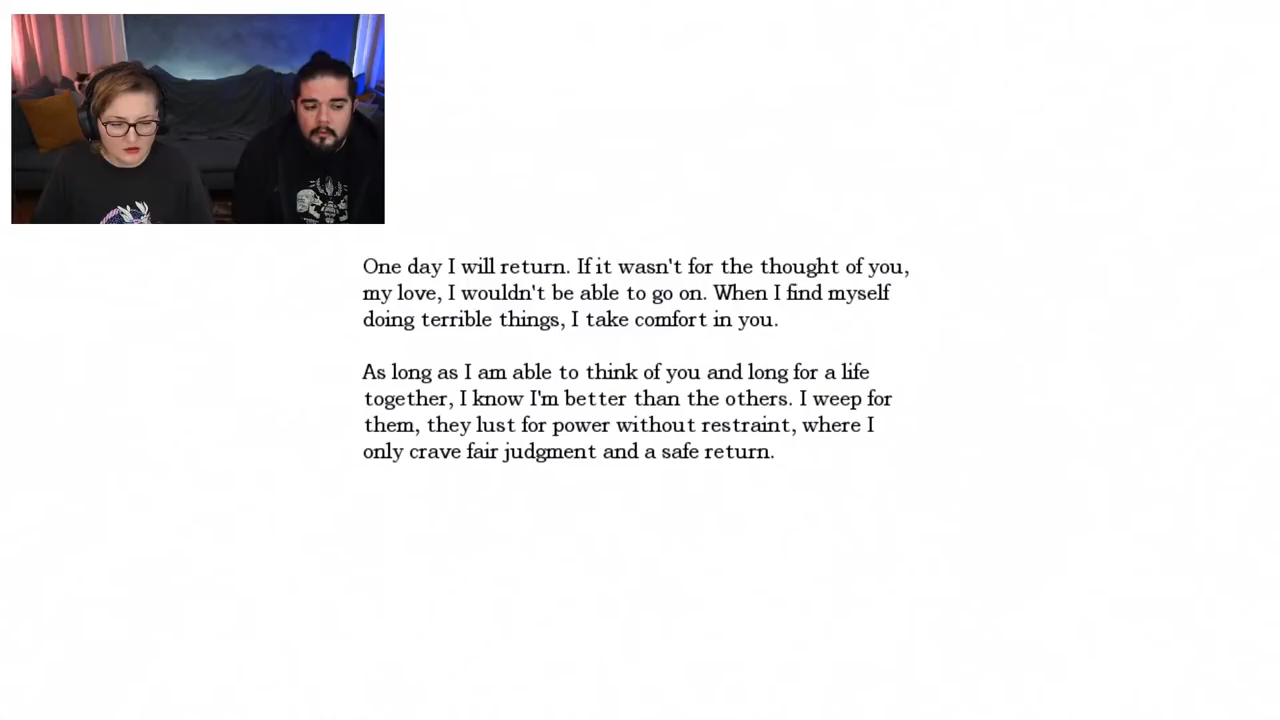 One day I will return. If it wasn't for the thought of you,
my love, I wouldn't be able to go on. When I find myself
doing terrible things, I take comfort in you.
As long as I am able to think of you and long for a life
together, I know I'm better than the others. I weep for
them, they lust for power without restraint, where I
only crave fair judgment and a safe return.